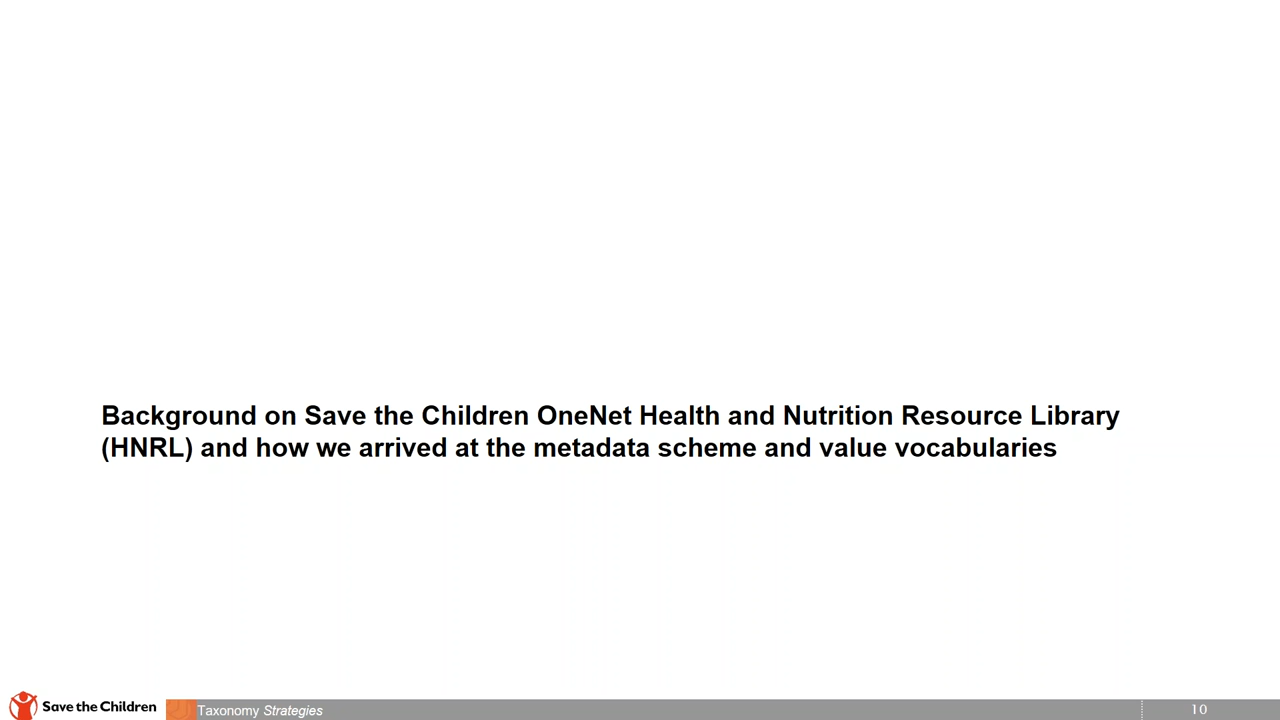 Background on Save the Children OneNet Health and Nutrition Resource Library
(HNRL) and how we arrived at the metadata scheme and value vocabularies
Save the Children
Taxonomy Strategies
10